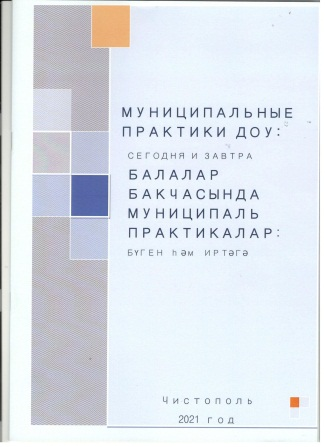 МУНИЦИПАЛЬНЫЕ
ПРАКТИКИ ДОУ:
СЕГОДНЯ И ЗАВТРА
БАЛАЛАР
БАКЧАСЫНДА
МУНИЦИПАЛЬ
ПРАКТИКАЛАР:
БҮГЕН һәм ИРТӘГӘ
Чистополь
2021 год